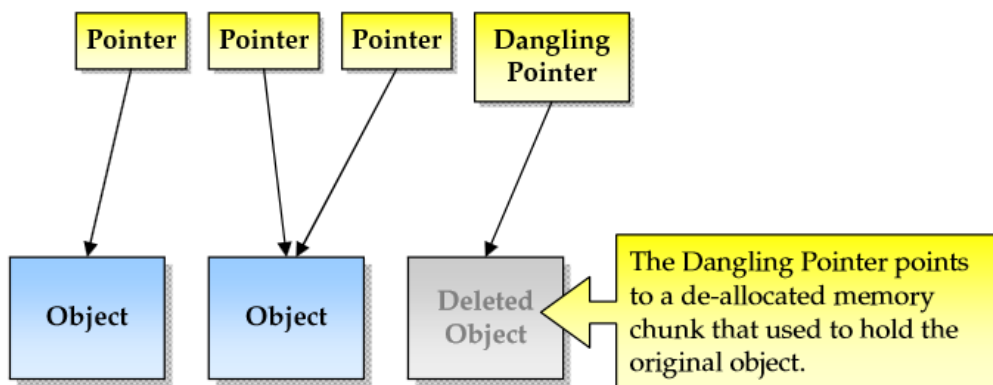 Pointer
Pointer
Pointer
Dangling
Pointer
Object
Object
Deleted
Object
The Dangling Pointer points
to a de-allocated memory
chunk that used to hold the
original object.